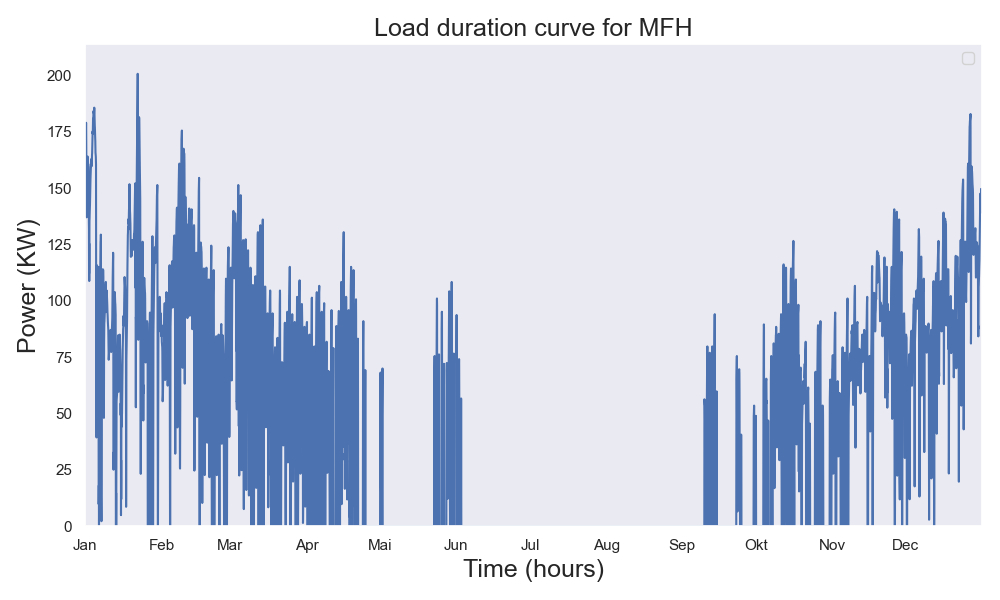 Load duration curve for MFH
200
175
150
125
100
75
50
25
0
Power (KW)
Jan Feb Mar Apr Mai Jun Jul Aug Sep Okt Nov Dec
Time (hours)